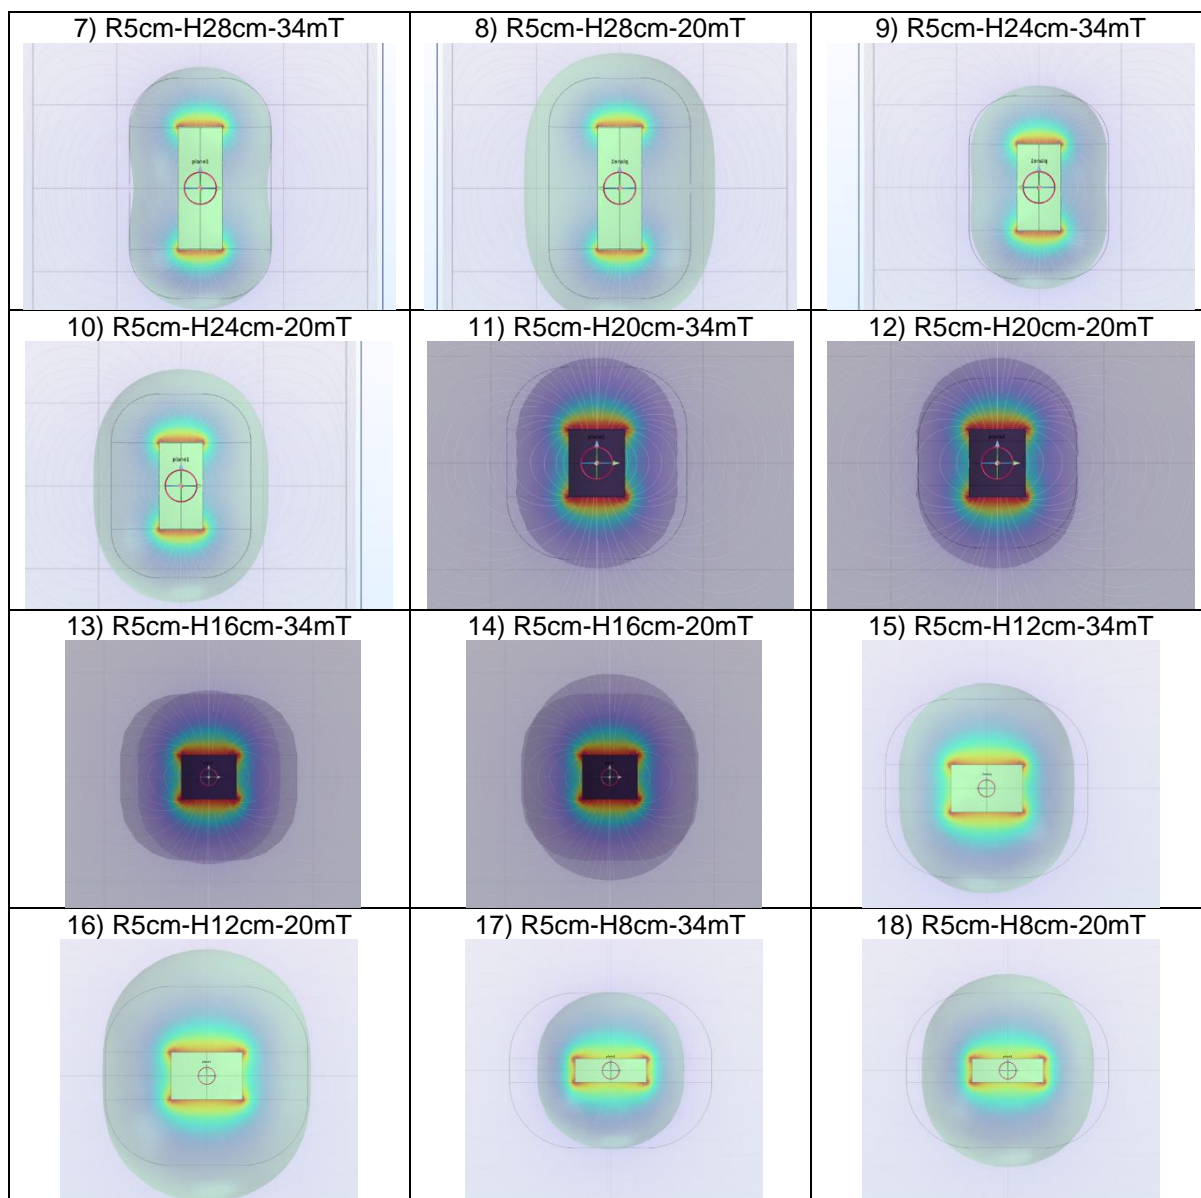 7) R5cm-H28cm-34mT
8) R5cm-H28cm-20mT
9) R5cm-H24cm-34mT
plane1
10) R5cm-H24cm-20mT
11) R5cm-H20cm-34mT
12) R5cm-H20cm-20mT
plane1
13) R5cm-H16cm-34mT
14) R5cm-H16cm-20mT
15) R5cm-H12cm-34mT
16) R5cm-H12cm-20mT
17) R5cm-H8cm-34mT
18) R5cm-H8cm-20mT